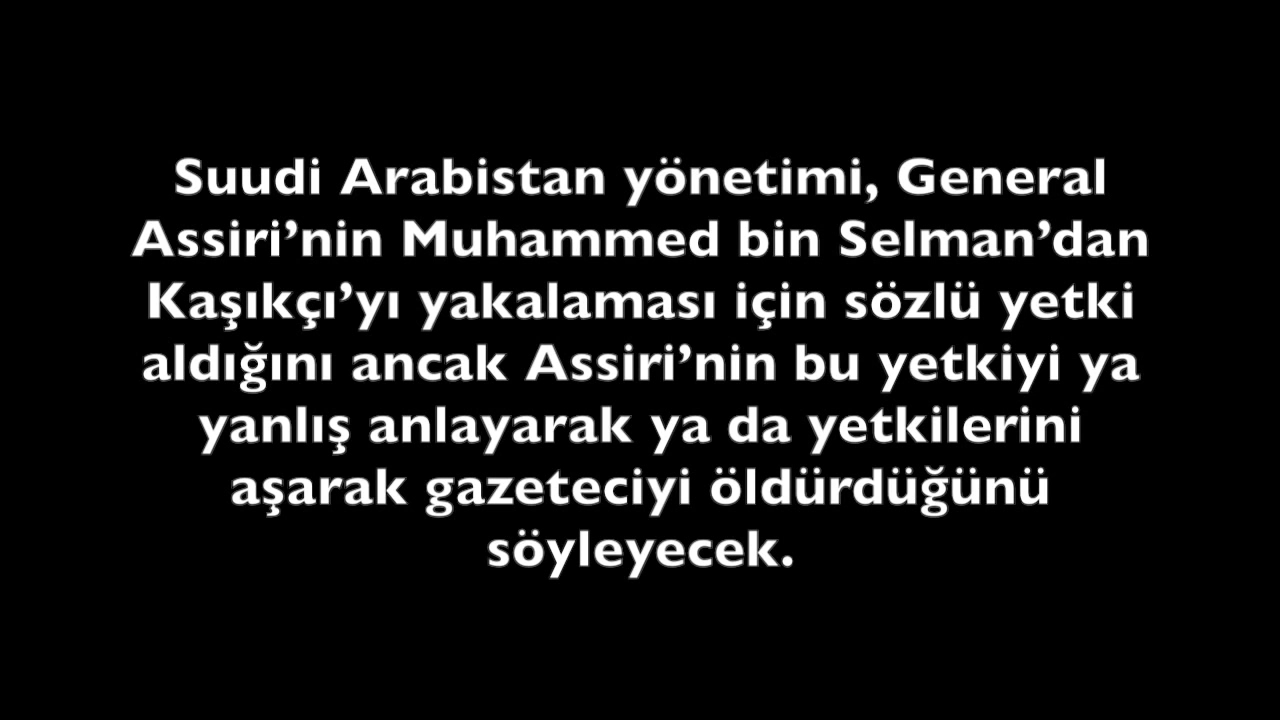 Suudi Arabistan yönetimi, General
Assiri’nin Muhammed bin Selman’dan
Kaşıkçı’yı yakalaması için sözlü yetki
aldığını ancak Assiri’nin bu yetkiyi ya
yanlış anlayarak ya da yetkilerini
aşarak gazeteciyi öldürdüğünü
söyleyecek.